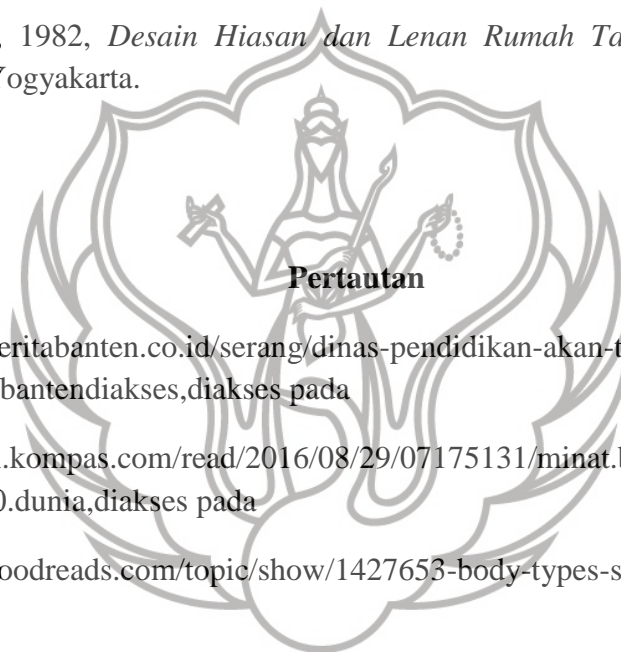 , 1982, Desain Hiasan dan Lenan Rumah Ta
Yogyakarta.
Pertautan
eritabanten.co.id/serang/dinas-pendidikan-akan-t
bantendiakses,diakses pada
.kompas.com/read/2016/08/29/07175131/minat.b
0.dunia,diakses pada
oodreads.com/topic/show/1427653-body-types-s